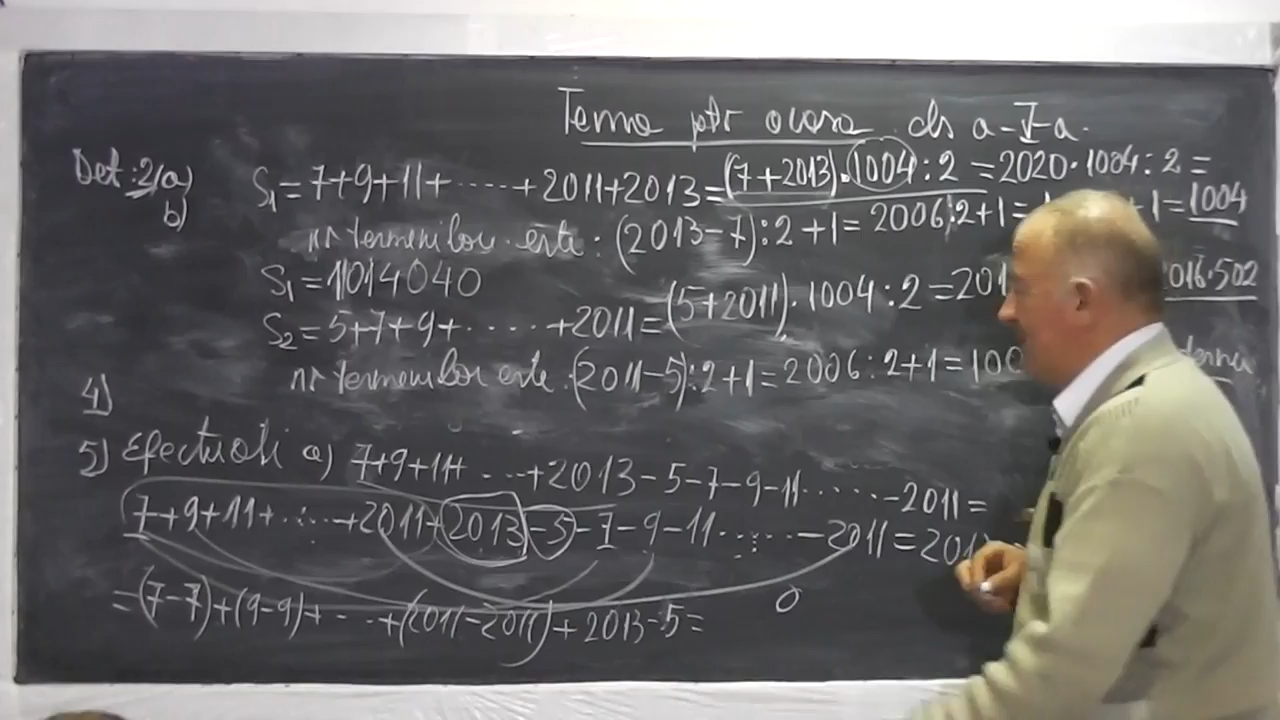 Tema ptr acasa cls a-V-a.
Det: 2)a) S₁=7+9+11+......+2011+2013=(7+2013)·1004:2=2020·1004:2=
b) nr termenilor este: (2013-7):2+1=2006:2+1= +1=1004
S₁=1014040
S₂=5+7+9+.....+2011=(5+2011)·1004:2=201 016·502
nr termenilor este:(2011-5):2+1=2006:2+1=100
4)
5) Efectuati a) 7+9+11+...+2013-5-7-9-11......-2011=
7+9+11+....+2011+2013-5-7-9-11......-2011=201
=(7-7)+(9-9)+...+(2011-2011)+2013-5=
0